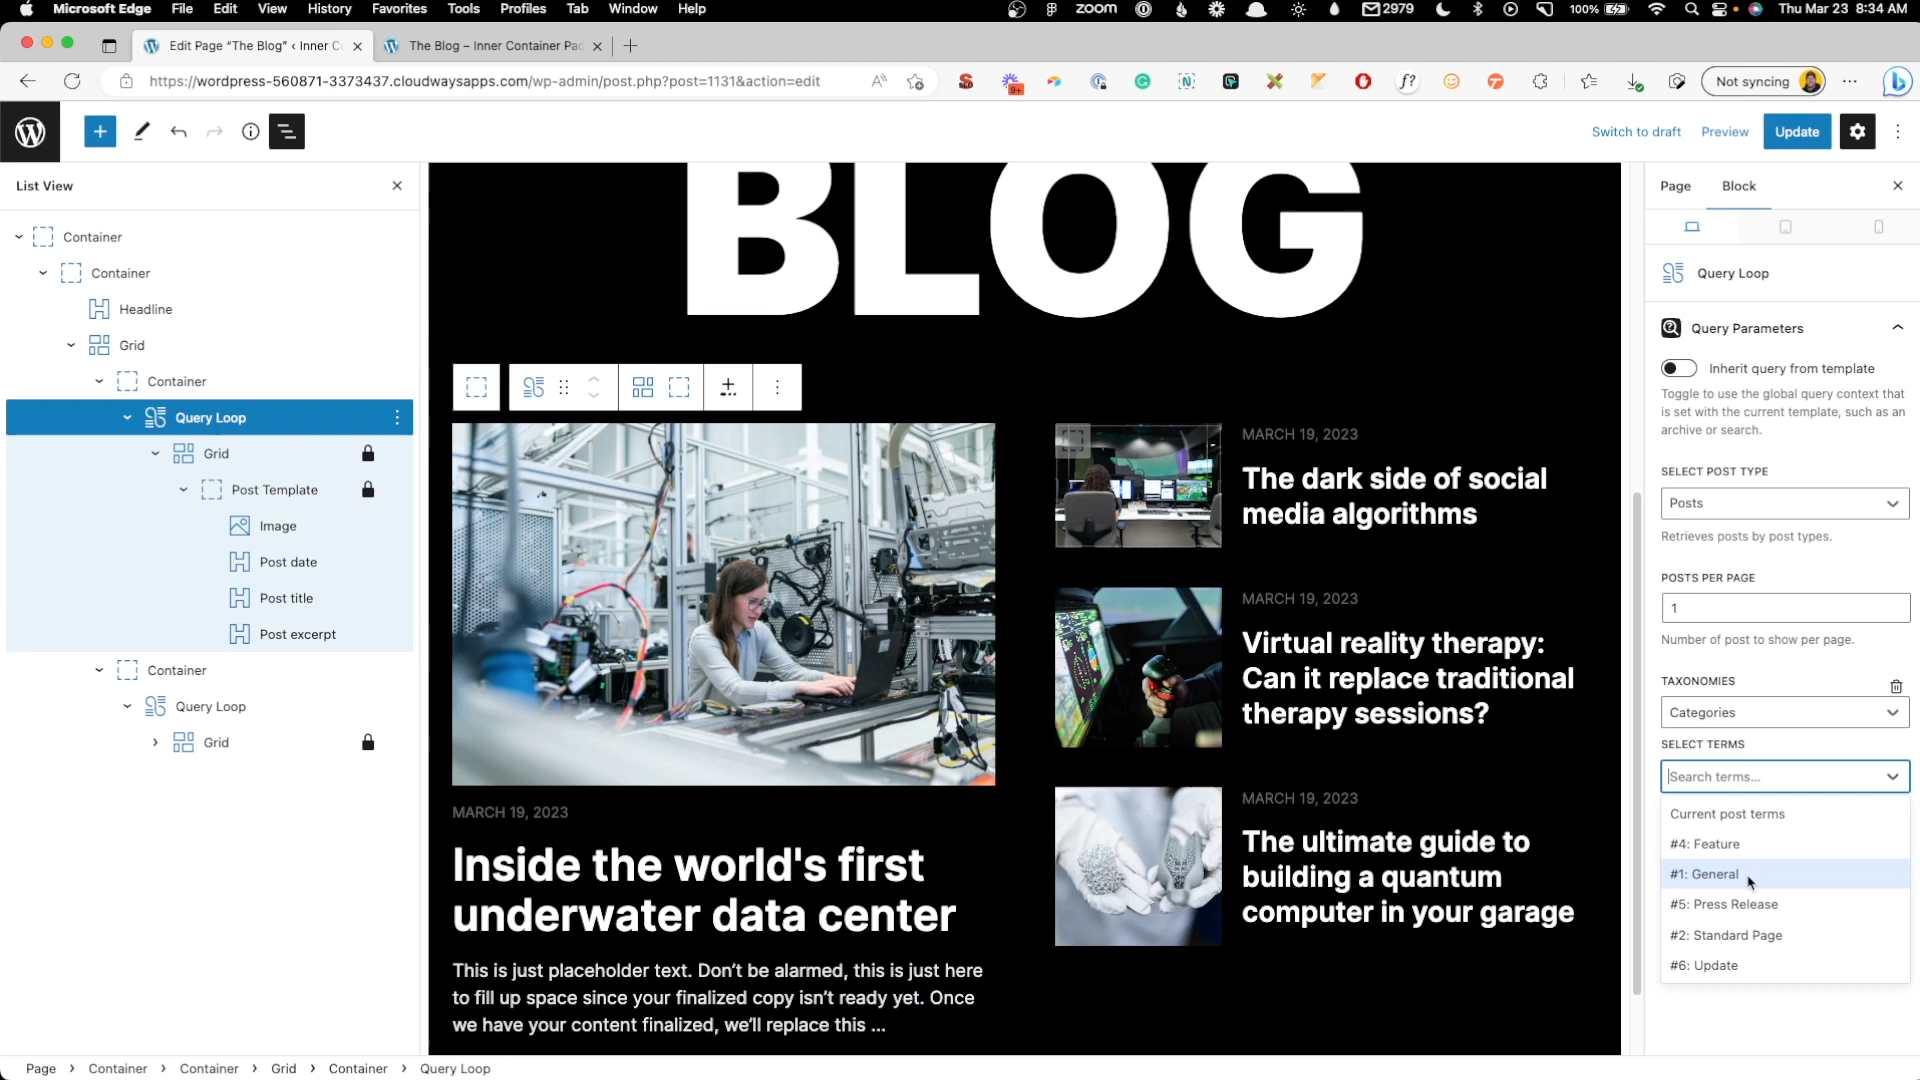 Microsoft Edge File Edit View History Favorites Tools Profiles Tab Window Help zoom 2979 100% Thu Mar 23 8:34 AM
Edit Page “The Blog” ‹ Inner Co
The Blog – Inner Container Pad
https://wordpress-560871-3373437.cloudwaysapps.com/wp-admin/post.php?post=1131&action=edit
9+
f?
Not syncing
Switch to draft
Preview
Update
List View
Container
Container
Headline
Grid
Container
Query Loop
Grid
Post Template
Image
Post date
Post title
Post excerpt
Container
Query Loop
Grid
BLOG
MARCH 19, 2023
Inside the world's first
underwater data center
This is just placeholder text. Don’t be alarmed, this is just here
to fill up space since your finalized copy isn’t ready yet. Once
we have your content finalized, we’ll replace this ...
MARCH 19, 2023
The dark side of social
media algorithms
MARCH 19, 2023
Virtual reality therapy:
Can it replace traditional
therapy sessions?
MARCH 19, 2023
The ultimate guide to
building a quantum
computer in your garage
Page
Block
Query Loop
Query Parameters
Inherit query from template
Toggle to use the global query context that
is set with the current template, such as an
archive or search.
SELECT POST TYPE
Posts
Retrieves posts by post types.
POSTS PER PAGE
1
Number of post to show per page.
TAXONOMIES
Categories
SELECT TERMS
Search terms...
Current post terms
#4: Feature
#1: General
#5: Press Release
#2: Standard Page
#6: Update
Page › Container › Container › Grid › Container › Query Loop